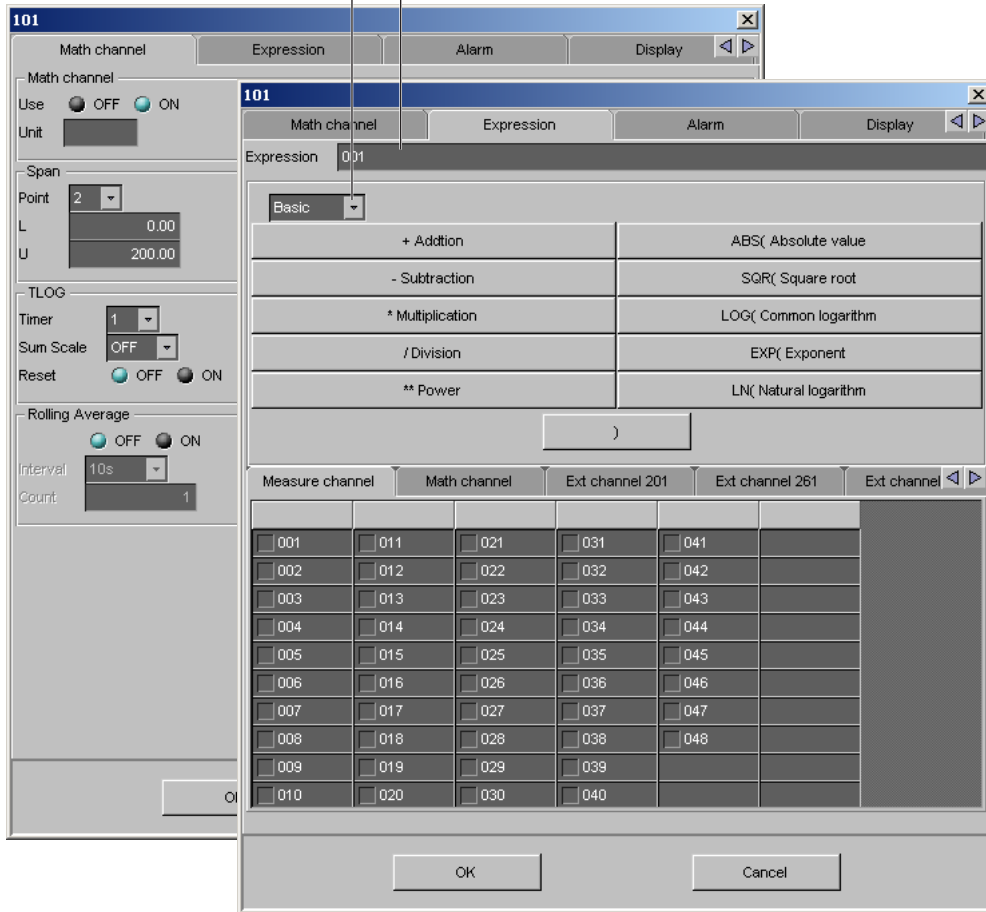 101
Math channel Expression Alarm Display
Math channel
Use OFF ON
Unit
Span
Point 2
L 0.00
U 200.00
TLOG
Timer 1
Sum Scale OFF
Reset OFF ON
Rolling Average
OFF ON
Interval 10s
Count 1
101
Math channel Expression Alarm Display
Expression 001
Basic
+ Addtion ABS( Absolute value
- Subtraction SQR( Square root
* Multiplication LOG( Common logarithm
/ Division EXP( Exponent
** Power LN( Natural logarithm
)
Measure channel Math channel Ext channel 201 Ext channel 261 Ext channel
001 011 021 031 041
002 012 022 032 042
003 013 023 033 043
004 014 024 034 044
005 015 025 035 045
006 016 026 036 046
007 017 027 037 047
008 018 028 038 048
009 019 029 039
010 020 030 040
OK Cancel